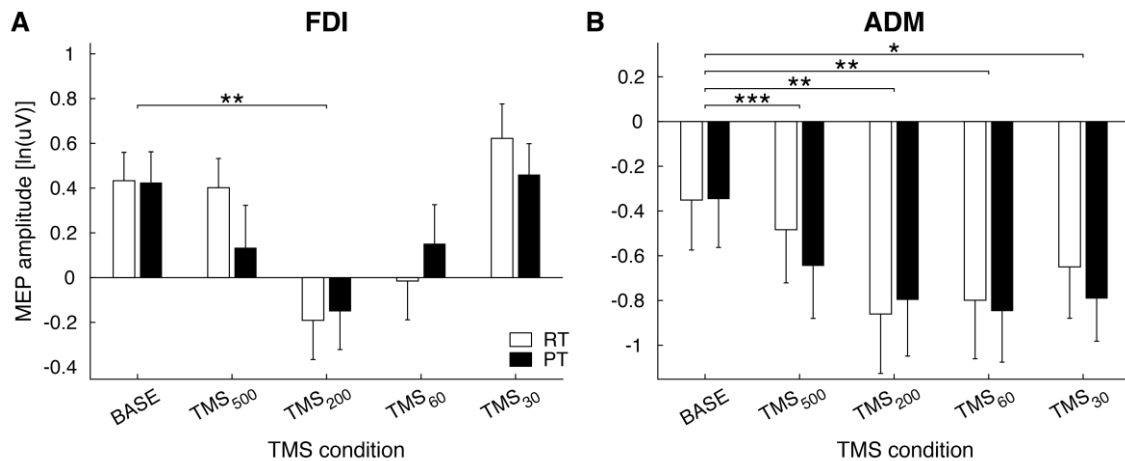 A
FDI
MEP amplitude [ln(uV)]
1
0.8
0.6
0.4
0.2
0
-0.2
-0.4
**
RT
PT
BASE
TMS500
TMS200
TMS60
TMS30
TMS condition
B
ADM
0.2
0
-0.2
-0.4
-0.6
-0.8
-1
*
**
**
***
BASE
TMS500
TMS200
TMS60
TMS30
TMS condition